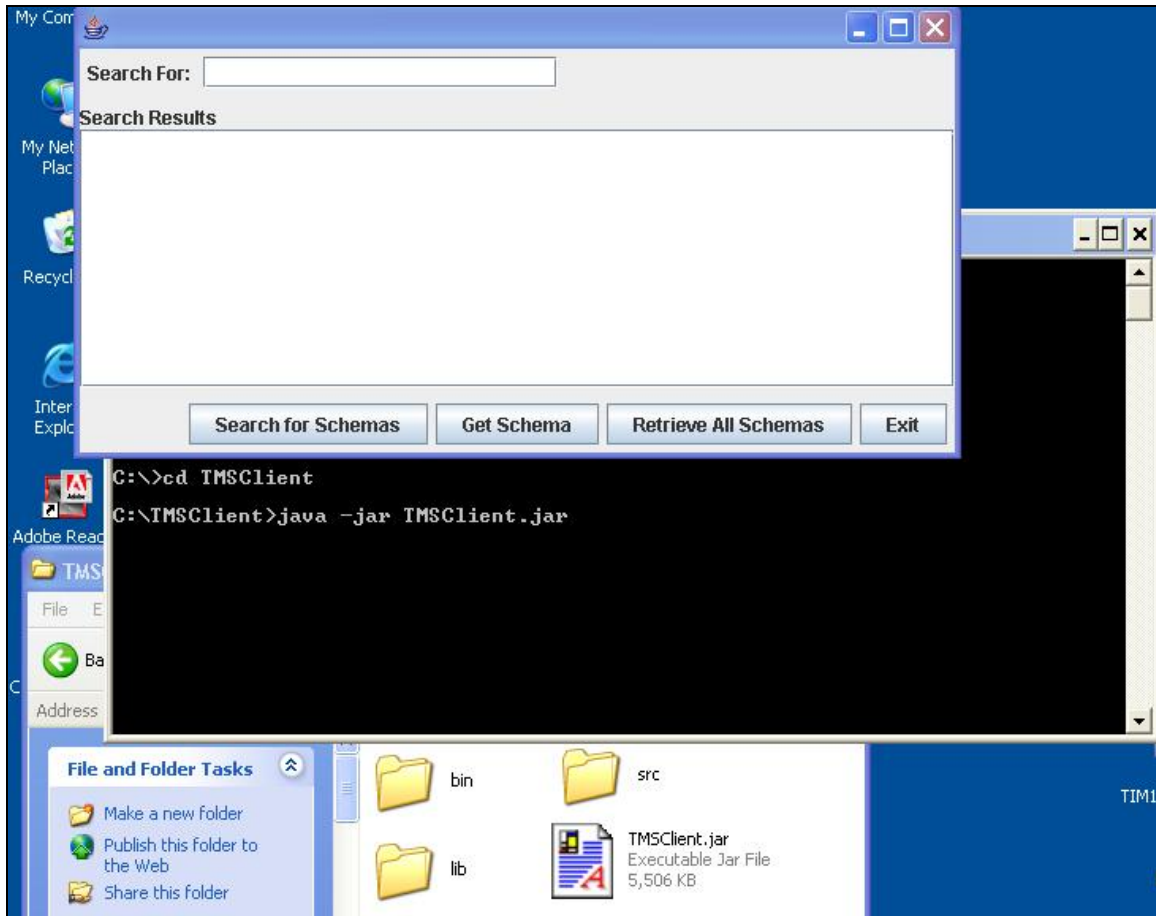 My Com
Search For:
Search Results
My Net
Plac
Recycl
Inter
Explo
Search for Schemas
Get Schema
Retrieve All Schemas
Exit
C:\>cd TMSClient
C:\TMSClient>java -jar TMSClient.jar
Adobe Read
TMS
File E
Ba
C
Address
File and Folder Tasks
Make a new folder
Publish this folder to
the Web
Share this folder
bin
src
lib
TMSClient.jar
Executable Jar File
5,506 KB
TIM1